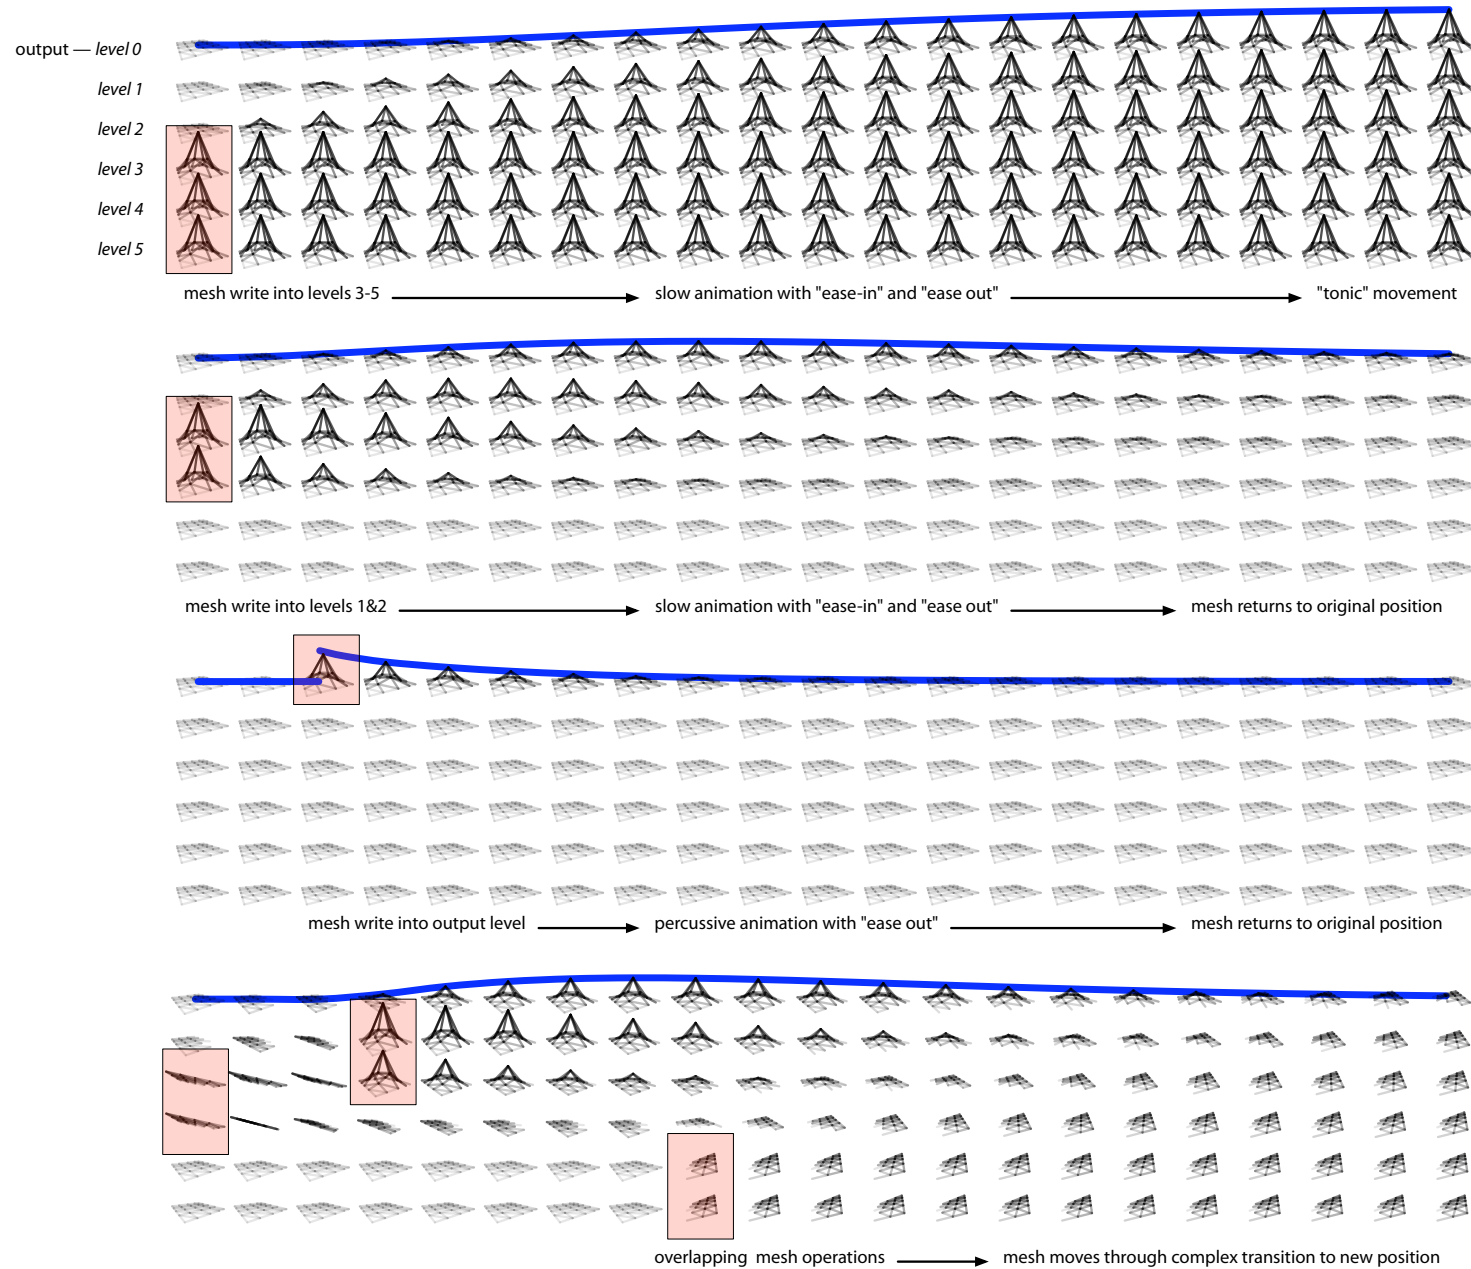 output — level 0
level 1
level 2
level 3
level 4
level 5
mesh write into levels 3-5 slow animation with "ease-in" and "ease out" "tonic" movement
mesh write into levels 1&2 slow animation with "ease-in" and "ease out" mesh returns to original position
mesh write into output level percussive animation with "ease out" mesh returns to original position
overlapping mesh operations mesh moves through complex transition to new position